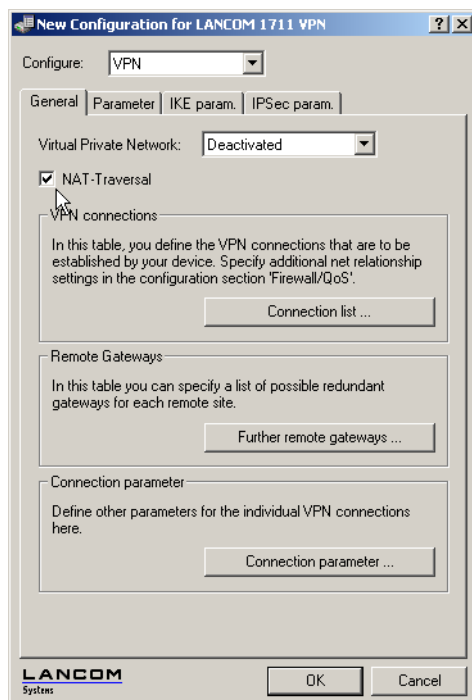 New Configuration for LANCOM 1711 VPN
Configure: VPN
General Parameter IKE param. IPSec param.
Virtual Private Network: Deactivated
NAT-Traversal
VPN connections
In this table, you define the VPN connections that are to be
established by your device. Specify additional net relationship
settings in the configuration section 'Firewall/QoS'.
Connection list ...
Remote Gateways
In this table you can specify a list of possible redundant
gateways for each remote site.
Further remote gateways ...
Connection parameter
Define other parameters for the individual VPN connections
here.
Connection parameter ...
LANCOM
Systems
OK Cancel